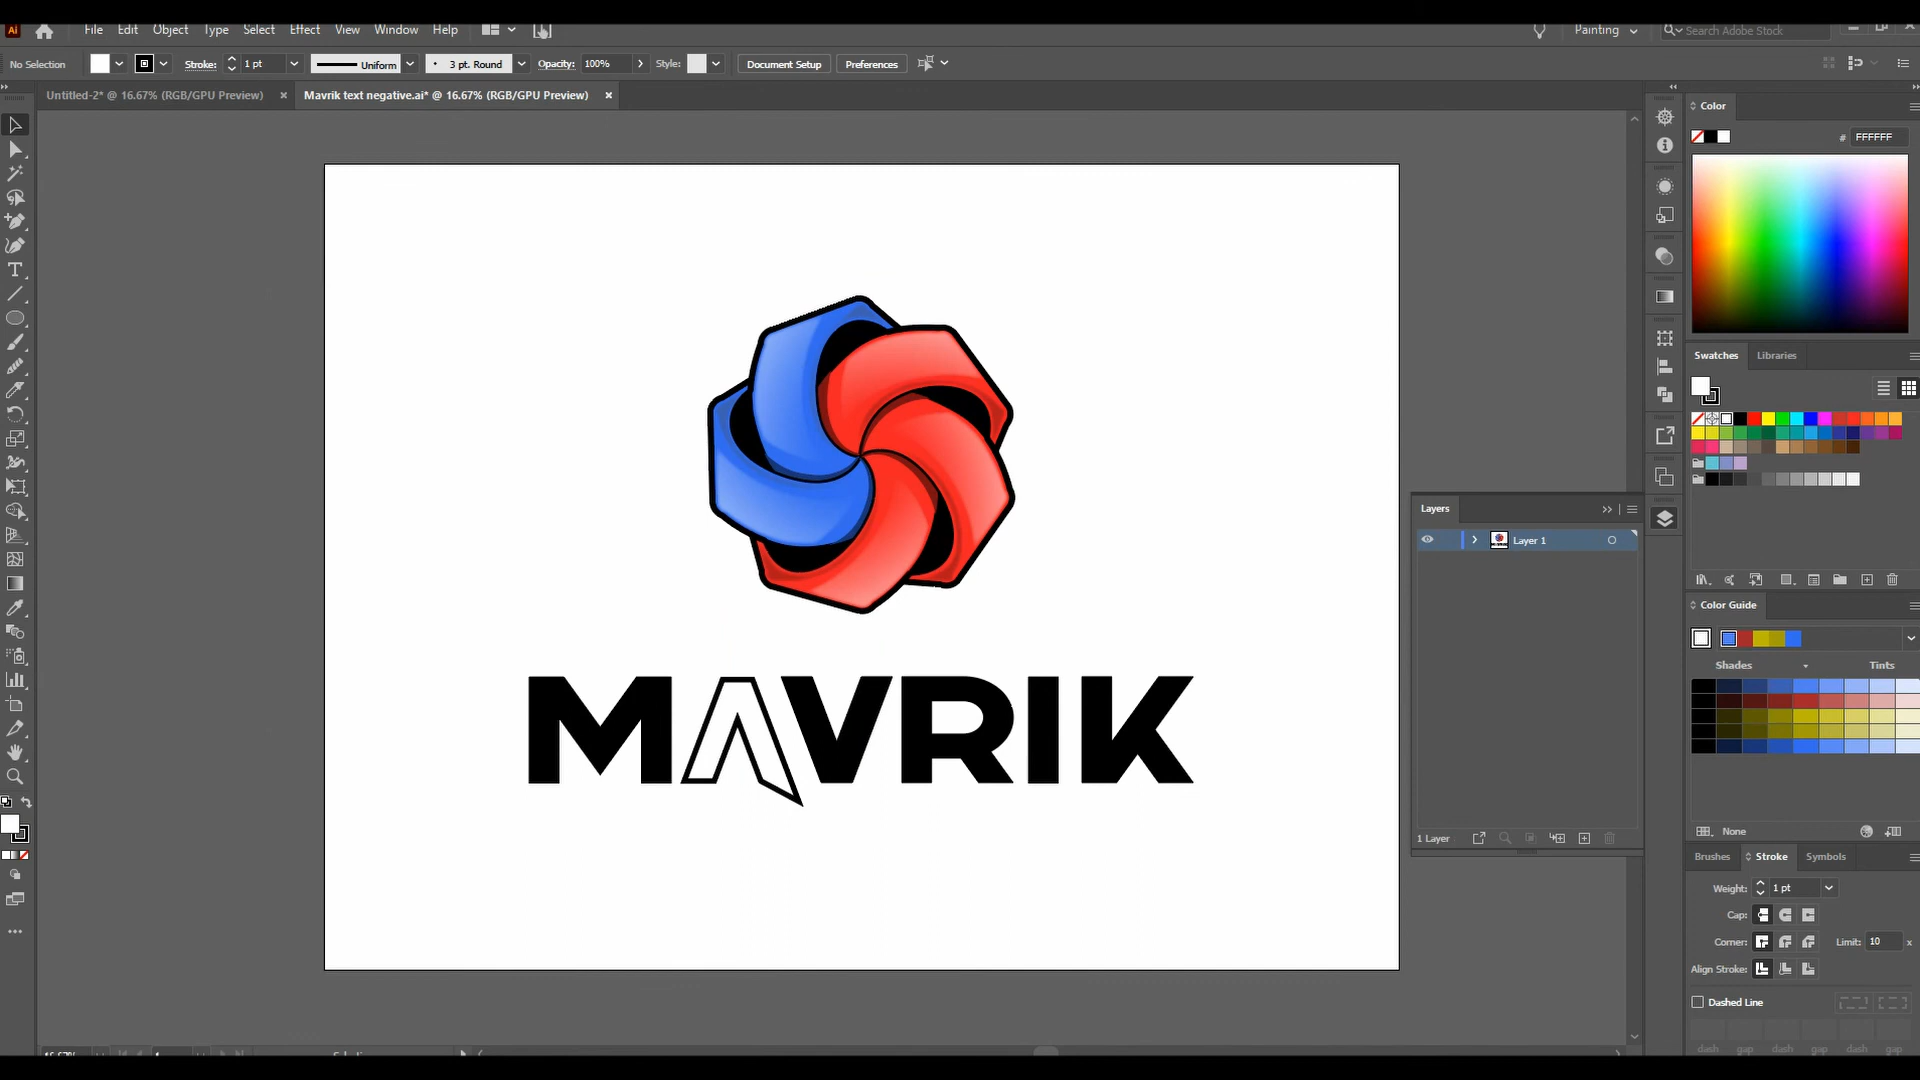 Ai File Edit Object Type Select Effect View Window Help Painting Search Adobe Stock
No Selection Stroke: 1 pt Uniform 3 pt. Round Opacity: 100% Style: Document Setup Preferences
Untitled-2* @ 16.67% (RGB/GPU Preview) × Mavrik text negative.ai* @ 16.67% (RGB/GPU Preview) ×
Color
# FFFFFF
Swatches Libraries
Layers
Layer 1
1 Layer
Color Guide
Shades Tints
None
Brushes Stroke Symbols
Weight: 1 pt
Cap:
Corner: Limit: 10 x
Align Stroke:
Dashed Line
dash gap dash gap dash gap
MAVRIK